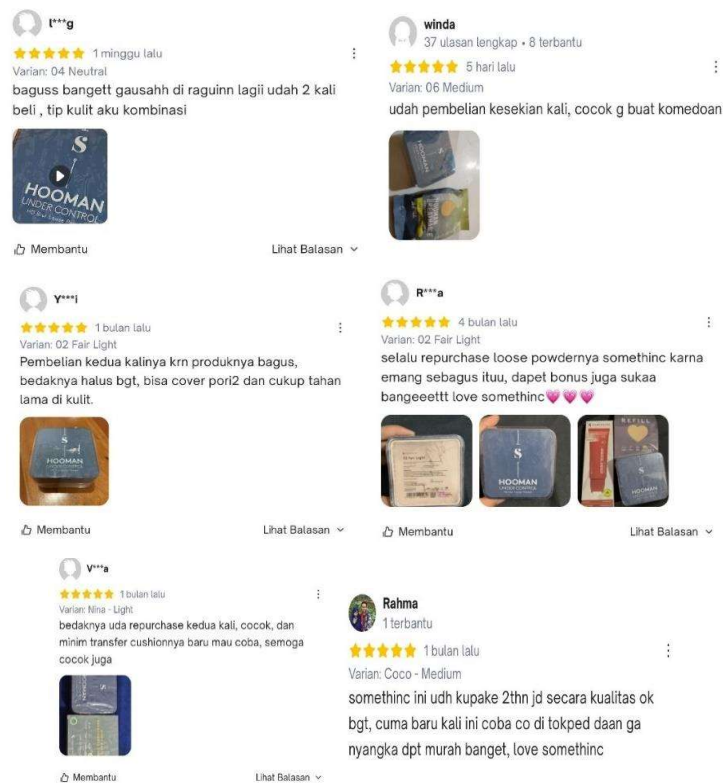 l***g
1 minggu lalu
Varian: 04 Neutral
baguss bangett gausahh di raguinn lagii udah 2 kali
beli , tip kulit aku kombinasi
S
HOOMAN
UNDER CONTROL
Membantu
Lihat Balasan
winda
37 ulasan lengkap • 8 terbantu
5 hari lalu
Varian: 06 Medium
udah pembelian kesekian kali, cocok g buat komedoan
Y***i
1 bulan lalu
Varian: 02 Fair Light
Pembelian kedua kalinya krn produknya bagus,
bedaknya halus bgt, bisa cover pori2 dan cukup tahan
lama di kulit.
S
HOOMAN
UNDER CONTROL
Membantu
Lihat Balasan
R***a
4 bulan lalu
Varian: 02 Fair Light
selalu repurchase loose powdernya somethinc karna
emang sebagus ituu, dapet bonus juga sukaa
bangeeettt love somethinc💗💗💗
S
HOOMAN
UNDER CONTROL
REFILL
S
HOOMAN
Membantu
Lihat Balasan
V***a
1 bulan lalu
Varian: Nina - Light
bedaknya uda repurchase kedua kali, cocok, dan
minim transfer cushionnya baru mau coba, semoga
cocok juga
Membantu
Lihat Balasan
Rahma
1 terbantu
1 bulan lalu
Varian: Coco - Medium
somethinc ini udh kupake 2thn jd secara kualitas ok
bgt, cuma baru kali ini coba co di tokped daan ga
nyangka dpt murah banget, love somethinc